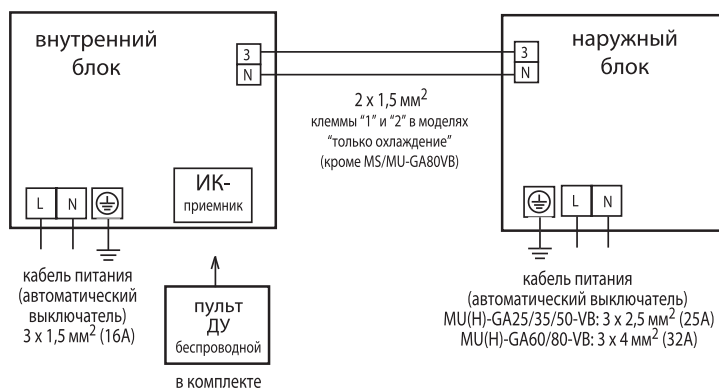 внутренний
блок
3
N
L
N
ИК-
приемник
кабель питания
(автоматический
выключатель)
3 x 1,5 мм² (16А)
пульт
ДУ
беспроводной
в комплекте
2 x 1,5 мм²
клеммы “1” и “2” в моделях
“только охлаждение”
(кроме MS/MU-GA80VB)
наружный
блок
3
N
L
N
кабель питания
(автоматический выключатель)
MU(H)-GA25/35/50-VB: 3 x 2,5 мм² (25А)
MU(H)-GA60/80-VB: 3 x 4 мм² (32А)